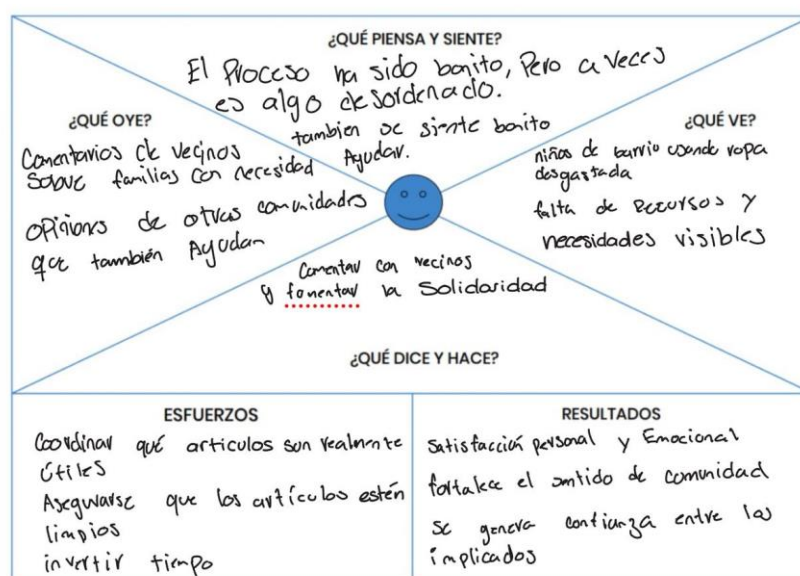 ¿QUÉ PIENSA Y SIENTE?
El Proceso ha sido bonito, Pero a veces
es algo desordenado.
tambien se siente bonito
Ayudar.
¿QUÉ OYE?
Comentarios de vecinos
Sobre familias con necesidad
opiniones de otras comunidades
que también Ayudan
¿QUÉ VE?
niños de barrio usando ropa
desgastada
falta de Recursos y
necesidades visibles
Comentar con vecinos
y fomentar la Solidaridad
¿QUÉ DICE Y HACE?
ESFUERZOS
Coordinar qué articulos son realmente
útiles
Asegurarse que los artículos estén
limpios
invertir tiempo
RESULTADOS
Satisfacción personal y Emocional
fortalece el sentido de comunidad
se genera confianza entre los
implicados